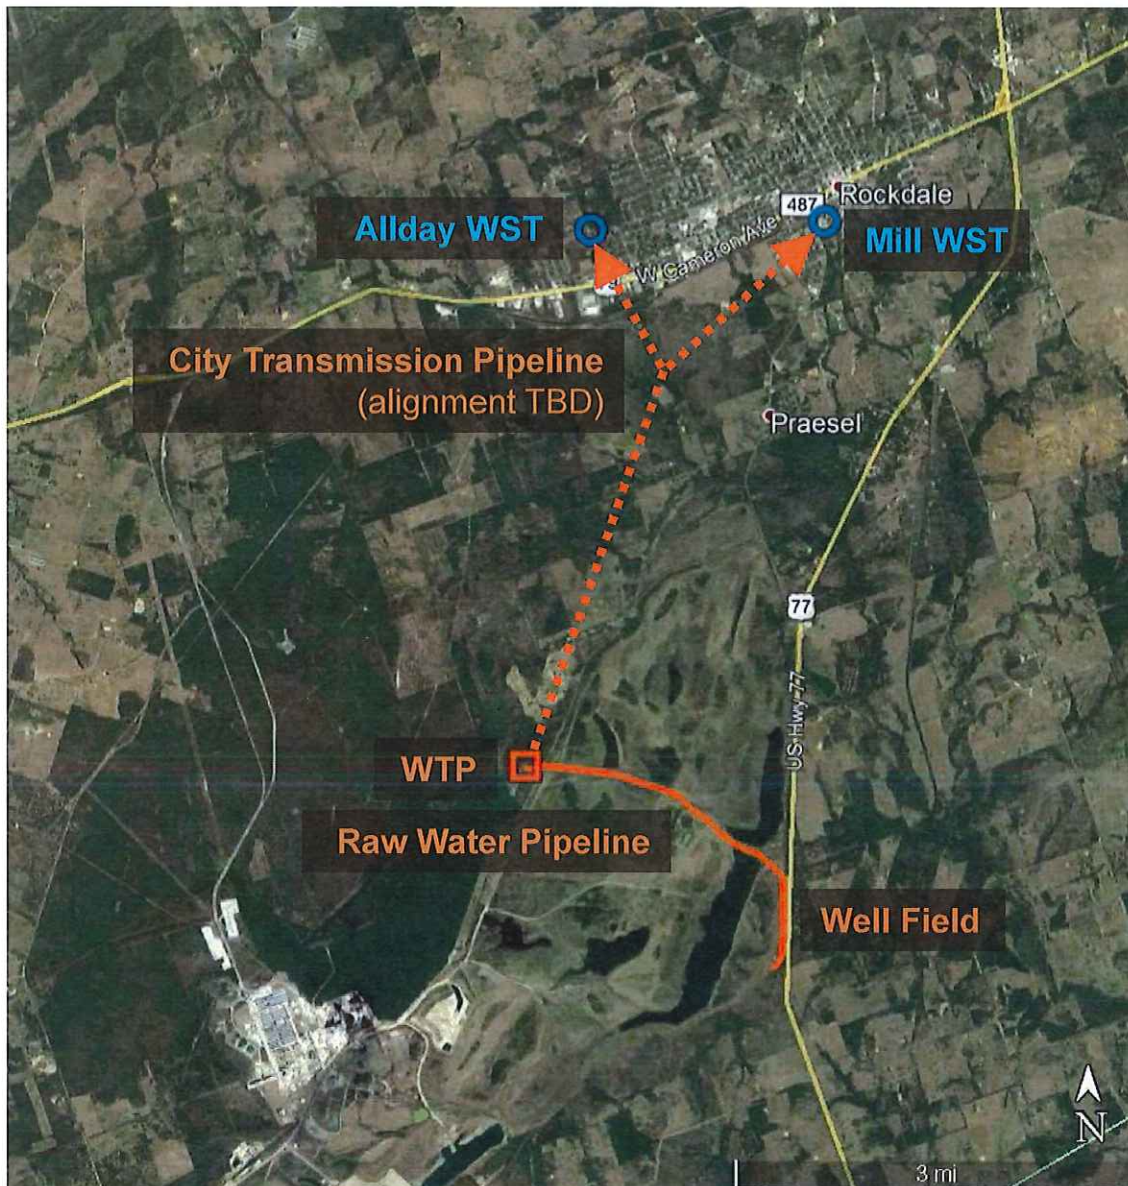 Rockdale
487
Allday WST
Mill WST
W Cameron Ave
City Transmission Pipeline
(alignment TBD)
Praesel
77
US Hwy 77
WTP
Raw Water Pipeline
Well Field
N
3 mi